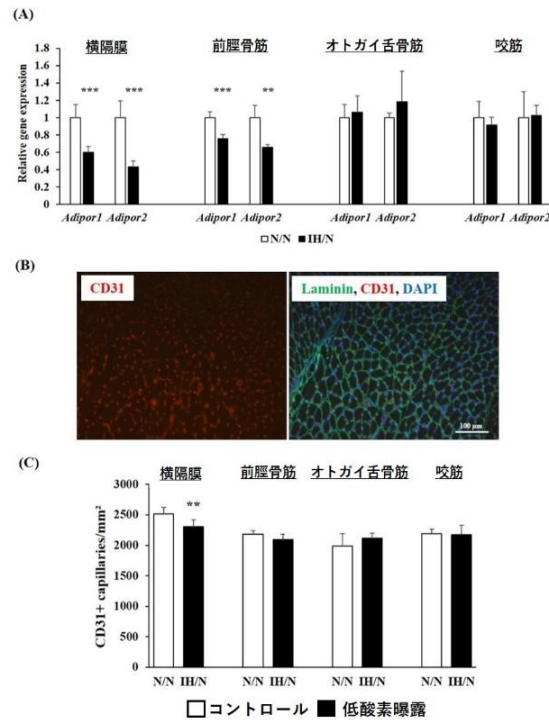 (A)
横隔膜 前脛骨筋 オトガイ舌骨筋 咬筋
Relative gene expression
1.8
1.6
1.4
1.2
1
0.8
0.6
0.4
0.2
0
*** *** *** **
Adipor1 Adipor2 Adipor1 Adipor2 Adipor1 Adipor2 Adipor1 Adipor2
□N/N ■IH/N
(B)
CD31 Laminin, CD31, DAPI
100 μm
(C)
横隔膜 前脛骨筋 オトガイ舌骨筋 咬筋
CD31+ capillaries/mm²
3000
2500
2000
1500
1000
500
0
**
N/N IH/N N/N IH/N N/N IH/N N/N IH/N
□コントロール ■低酸素曝露